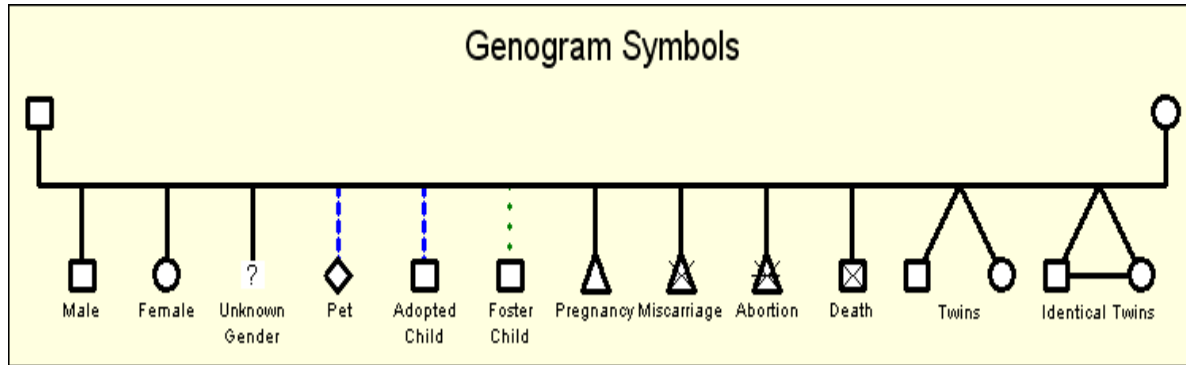 Genogram Symbols
?
Male
Female
Unknown
Gender
Pet
Adopted
Child
Foster
Child
Pregnancy
Miscarriage
Abortion
Death
Twins
Identical Twins